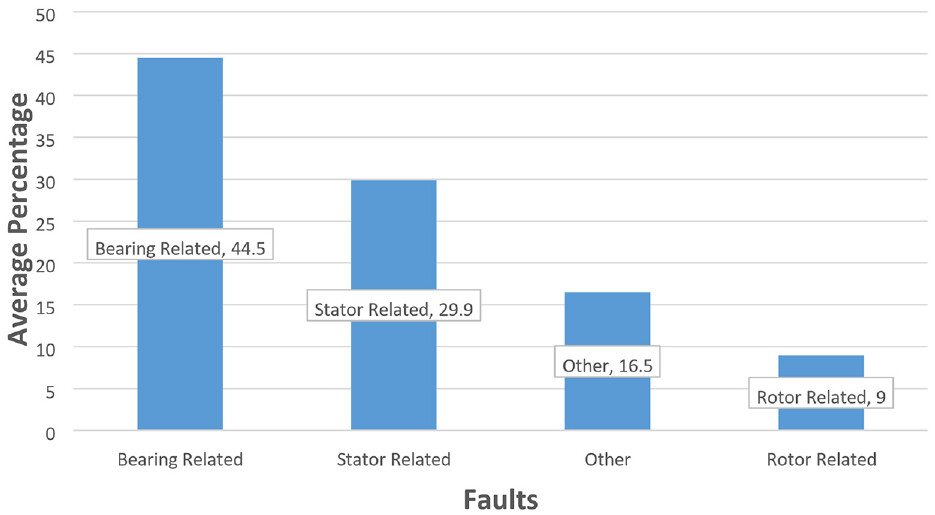 50
45
40
35
30
25
20
15
10
5
0
Average Percentage
Bearing Related, 44.5
Stator Related, 29.9
Other, 16.5
Rotor Related, 9
Bearing Related
Stator Related
Other
Rotor Related
Faults